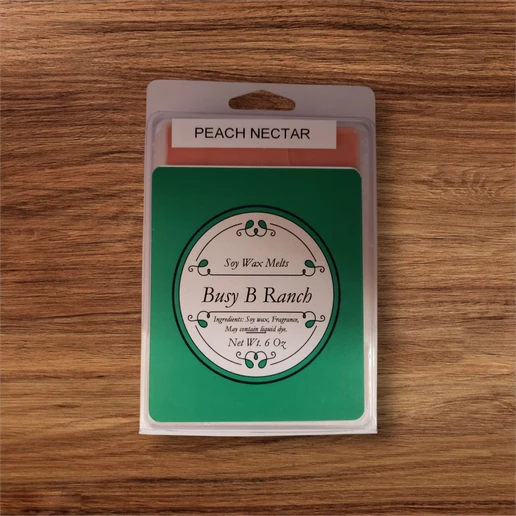 PEACH NECTAR
Soy Wax Melts
Busy B Ranch
Ingredients: Soy wax, Fragrance,
May contain liquid dye.
Net Wt. 6 Oz